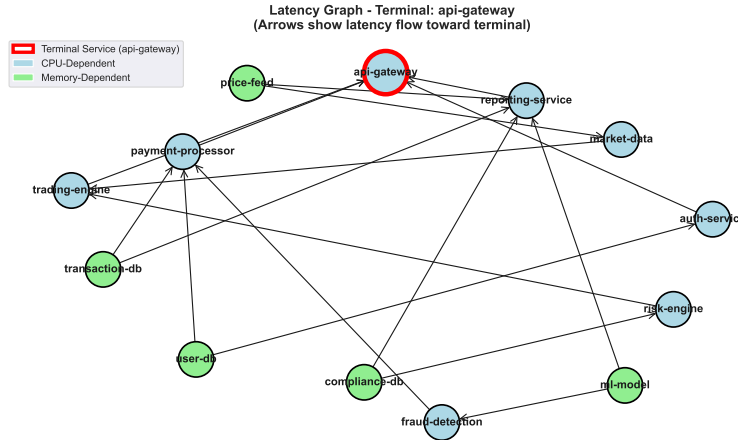 Latency Graph - Terminal: api-gateway
(Arrows show latency flow toward terminal)
Terminal Service (api-gateway)
CPU-Dependent
Memory-Dependent
api-gateway
price-feed
reporting-service
market-data
payment-processor
trading-engine
auth-servic
transaction-db
risk-engine
user-db
compliance-db
ml-model
fraud-detection